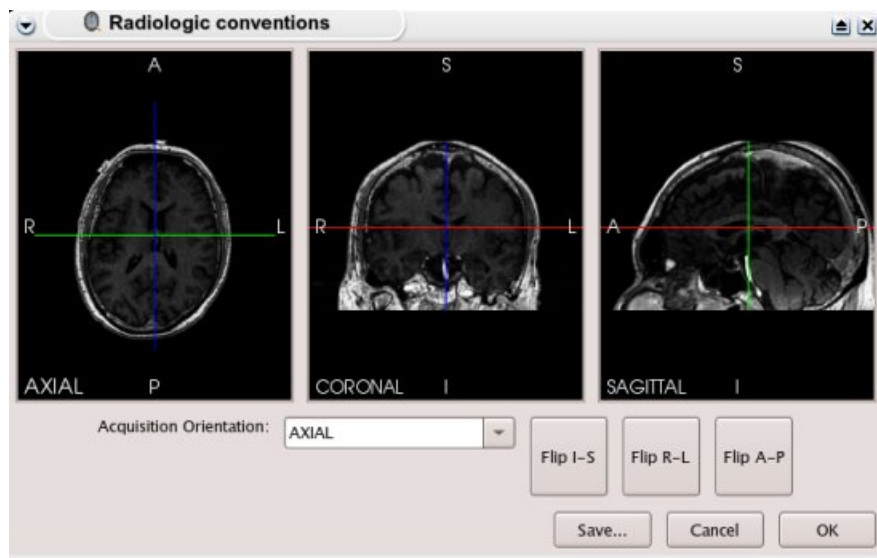 Radiologic conventions
A
R
L
AXIAL
P
S
R
L
CORONAL
I
S
A
P
SAGITTAL
I
Acquisition Orientation:
AXIAL
Flip I-S
Flip R-L
Flip A-P
Save...
Cancel
OK